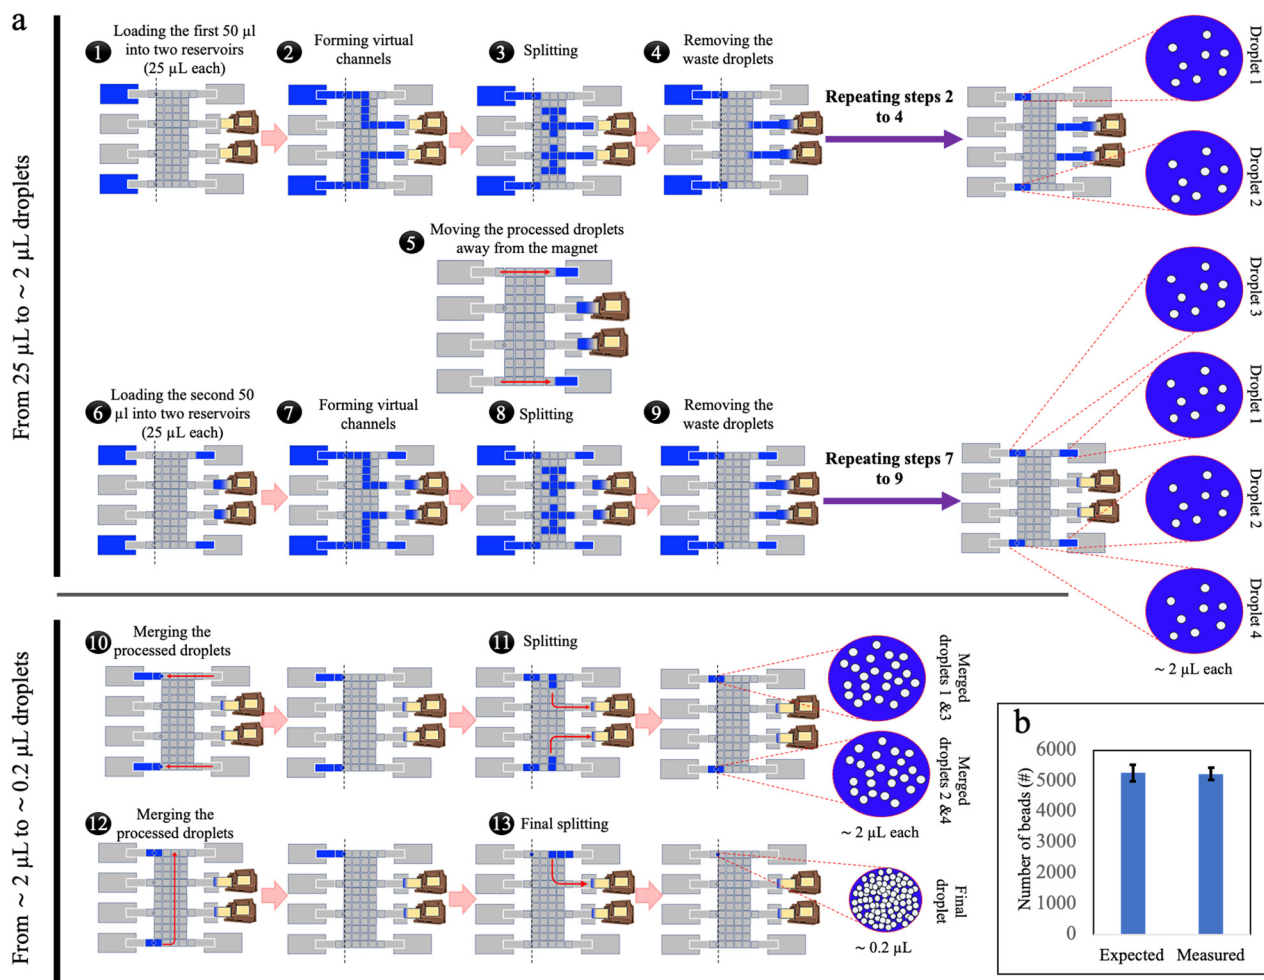 a
From 25 µL to ~ 2 µL droplets
1
Loading the first 50 µl
into two reservoirs
(25 µL each)
2
Forming virtual
channels
3
Splitting
4
Removing the
waste droplets
Repeating steps 2
to 4
Droplet 1
Droplet 2
5
Moving the processed droplets
away from the magnet
6
Loading the second 50
µl into two reservoirs
(25 µL each)
7
Forming virtual
channels
8
Splitting
9
Removing the
waste droplets
Repeating steps 7
to 9
Droplet 3
Droplet 1
Droplet 2
Droplet 4
~ 2 µL each
From ~ 2 µL to ~ 0.2 µL droplets
10
Merging the
processed droplets
11
Splitting
Merged
droplets 1 &3
Merged
droplets 2 &4
~ 2 µL each
12
Merging the
processed droplets
13
Final splitting
Final
droplet
~ 0.2 µL
b
Number of beads (#)
6000
5000
4000
3000
2000
1000
0
Expected
Measured